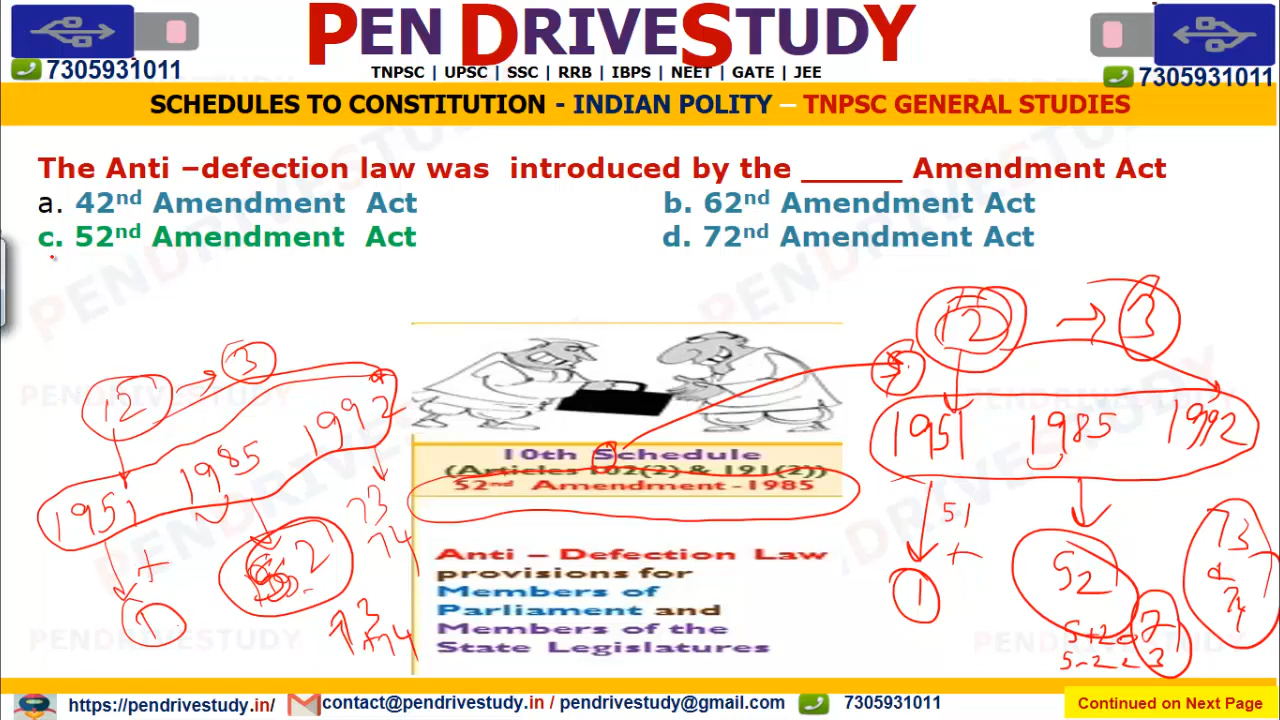 PEN DRIVESTUDY
7305931011
TNPSC | UPSC | SSC | RRB | IBPS | NEET | GATE | JEE
7305931011
SCHEDULES TO CONSTITUTION - INDIAN POLITY – TNPSC GENERAL STUDIES
The Anti –defection law was introduced by the ______ Amendment Act
a. 42nd Amendment Act
b. 62nd Amendment Act
c. 52nd Amendment Act
d. 72nd Amendment Act
12 → 3
1951 1985 1992
+
1
52
73
74
73
74
10th Schedule
(Articles 102(2) & 191(2))
52nd Amendment -1985
Anti – Defection Law
provisions for
Members of
Parliament and
Members of the
State Legislatures
12 → 3
1951 1985 1992
51
+
1
52
73
74
https://pendrivestudy.in/
contact@pendrivestudy.in / pendrivestudy@gmail.com
7305931011
Continued on Next Page